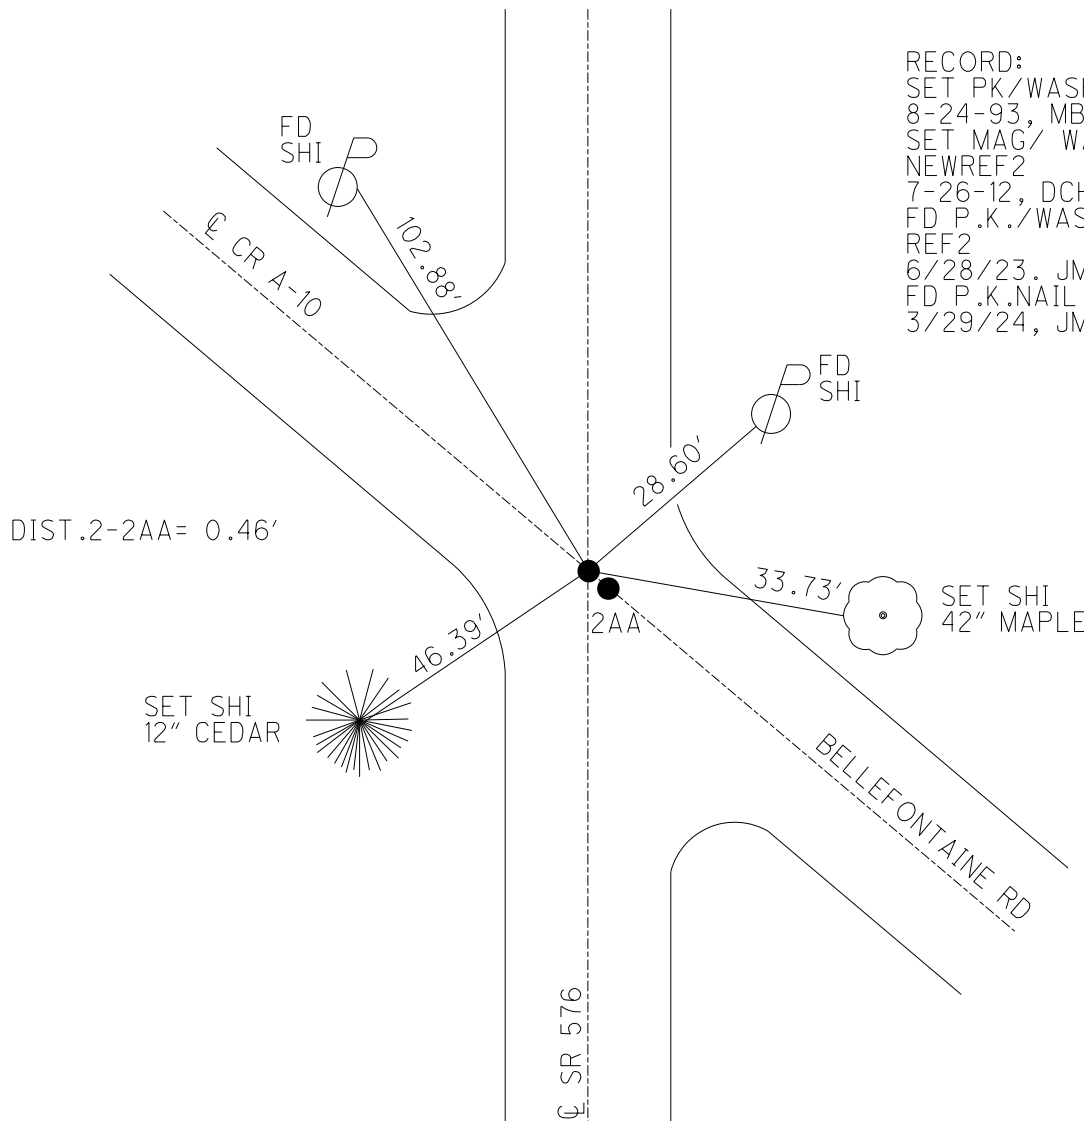 RECORD:
SET PK/WASH
8-24-93, MB
SET MAG/ WA
NEWREF2
7-26-12, DCH
FD P.K./WAS
REF2
6/28/23. JM
FD P.K.NAIL
3/29/24, JM
FD
SHI
℄ CR A-10
102.88′
FD
SHI
28.60′
DIST.2-2AA= 0.46′
33.73′
SET SHI
42″ MAPLE
2AA
46.39′
SET SHI
12″ CEDAR
BELLEFONTAINE RD
℄ SR 576